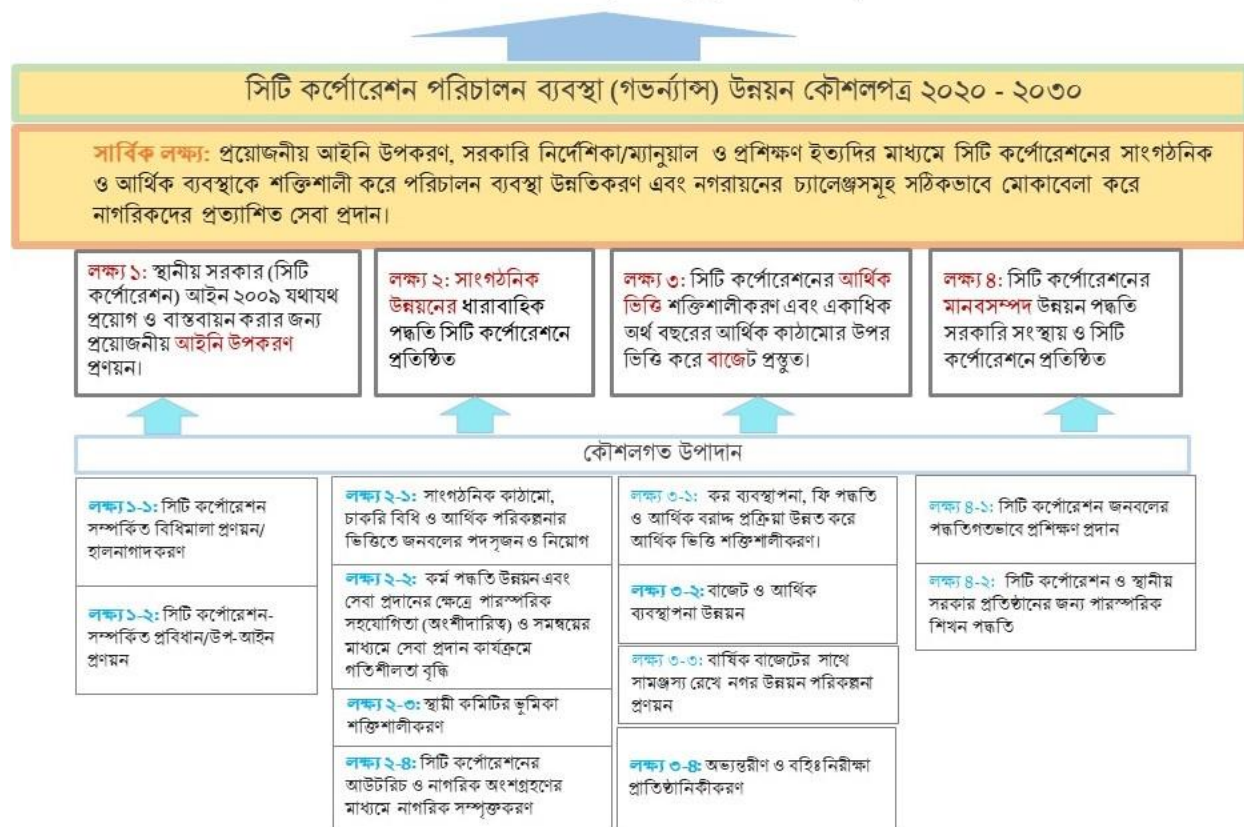 সিটি কর্পোরেশন পরিচালন ব্যবস্থা (গভর্ন্যান্স) উন্নয়ন কৌশলপত্র ২০২০ - ২০৩০
সার্বিক লক্ষ্য: প্রয়োজনীয় আইনি উপকরণ, সরকারি নির্দেশিকা/ম্যানুয়াল ও প্রশিক্ষণ ইত্যদির মাধ্যমে সিটি কর্পোরেশনের সাংগঠনিক
ও আর্থিক ব্যবস্থাকে শক্তিশালী করে পরিচালন ব্যবস্থা উন্নতিকরণ এবং নগরায়নের চ্যালেঞ্জসমূহ সঠিকভাবে মোকাবেলা করে
নাগরিকদের প্রত্যাশিত সেবা প্রদান।
লক্ষ্য ১: স্থানীয় সরকার (সিটি
কর্পোরেশন) আইন ২০০৯ যথাযথ
প্রয়োগ ও বাস্তবায়ন করার জন্য
প্রয়োজনীয় আইনি উপকরণ
প্রণয়ন।
লক্ষ্য ২: সাংগঠনিক
উন্নয়নের ধারাবাহিক
পদ্ধতি সিটি কর্পোরেশনে
প্রতিষ্ঠিত
লক্ষ্য ৩: সিটি কর্পোরেশনের আর্থিক
ভিত্তি শক্তিশালীকরণ এবং একাধিক
অর্থ বছরের আর্থিক কাঠামোর উপর
ভিত্তি করে বাজেট প্রস্তুত।
লক্ষ্য ৪: সিটি কর্পোরেশনের
মানবসম্পদ উন্নয়ন পদ্ধতি
সরকারি সংস্থায় ও সিটি
কর্পোরেশনে প্রতিষ্ঠিত
কৌশলগত উপাদান
লক্ষ্য ১-১: সিটি কর্পোরেশন
সম্পর্কিত বিধিমালা প্রণয়ন/
হালনাগাদকরণ
লক্ষ্য ১-২: সিটি কর্পোরেশন-
সম্পর্কিত প্রবিধান/উপ-আইন
প্রণয়ন
লক্ষ্য ২-১: সাংগঠনিক কাঠামো,
চাকরি বিধি ও আর্থিক পরিকল্পনার
ভিত্তিতে জনবলের পদসৃজন ও নিয়োগ
লক্ষ্য ২-২: কর্ম পদ্ধতি উন্নয়ন এবং
সেবা প্রদানের ক্ষেত্রে পারস্পরিক
সহযোগিতা (অংশীদারিত্ব) ও সমন্বয়ের
মাধ্যমে সেবা প্রদান কার্যক্রমে
গতিশীলতা বৃদ্ধি
লক্ষ্য ২-৩: স্থায়ী কমিটির ভূমিকা
শক্তিশালীকরণ
লক্ষ্য ২-৪: সিটি কর্পোরেশনের
আউটরিচ ও নাগরিক অংশগ্রহণের
মাধ্যমে নাগরিক সম্পৃক্তকরণ
লক্ষ্য ৩-১: কর ব্যবস্থাপনা, ফি পদ্ধতি
ও আর্থিক বরাদ্দ প্রক্রিয়া উন্নত করে
আর্থিক ভিত্তি শক্তিশালীকরণ।
লক্ষ্য ৩-২: বাজেট ও আর্থিক
ব্যবস্থাপনা উন্নয়ন
লক্ষ্য ৩-৩: বার্ষিক বাজেটের সাথে
সামঞ্জস্য রেখে নগর উন্নয়ন পরিকল্পনা
প্রণয়ন
লক্ষ্য ৩-৪: অভ্যন্তরীণ ও বহিঃনিরীক্ষা
প্রাতিষ্ঠানিকীকরণ
লক্ষ্য ৪-১: সিটি কর্পোরেশন জনবলের
পদ্ধতিগতভাবে প্রশিক্ষণ প্রদান
লক্ষ্য ৪-২: সিটি কর্পোরেশন ও স্থানীয়
সরকার প্রতিষ্ঠানের জন্য পারস্পরিক
শিখন পদ্ধতি